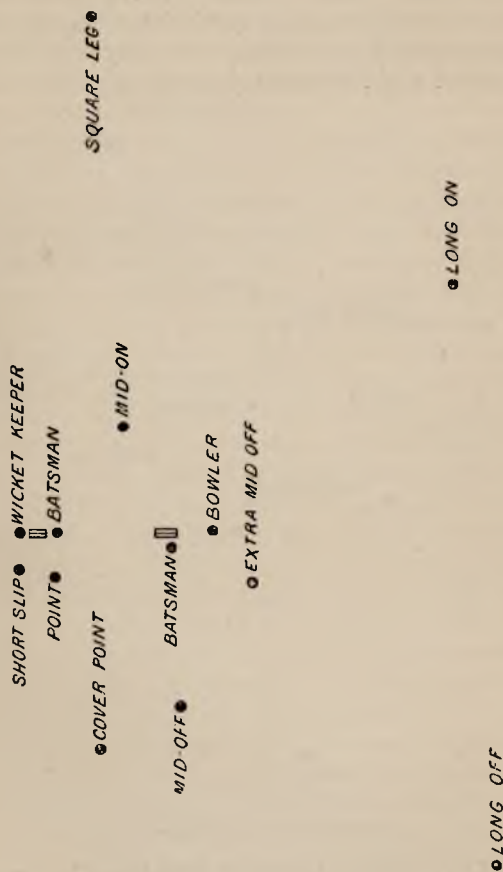 SQUARE LEG
LONG ON
WICKET KEEPER
BATSMAN
MID-ON
SHORT SLIP
POINT
BOWLER
EXTRA MID OFF
BATSMAN
COVER POINT
MID-OFF
LONG OFF